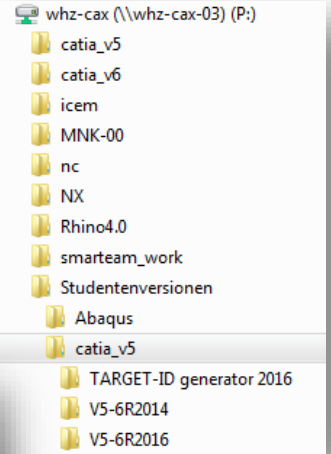 whz-cax (\\whz-cax-03) (P:)
catia_v5
catia_v6
icem
MNK-00
nc
NX
Rhino4.0
smarteam_work
Studentenversionen
Abaqus
catia_v5
TARGET-ID generator 2016
V5-6R2014
V5-6R2016